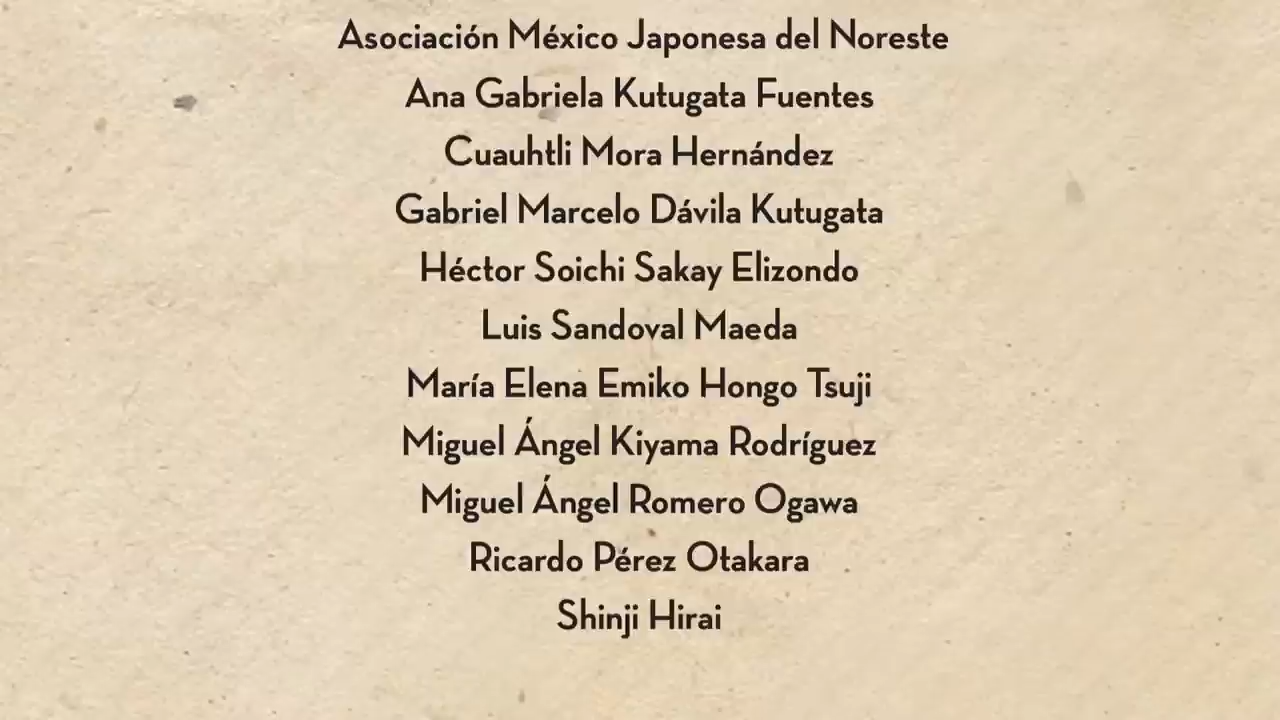 Asociación México Japonesa del Noreste
Ana Gabriela Kutugata Fuentes
Cuauhtli Mora Hernández
Gabriel Marcelo Dávila Kutugata
Héctor Soichi Sakay Elizondo
Luis Sandoval Maeda
María Elena Emiko Hongo Tsuji
Miguel Ángel Kiyama Rodríguez
Miguel Ángel Romero Ogawa
Ricardo Pérez Otakara
Shinji Hirai